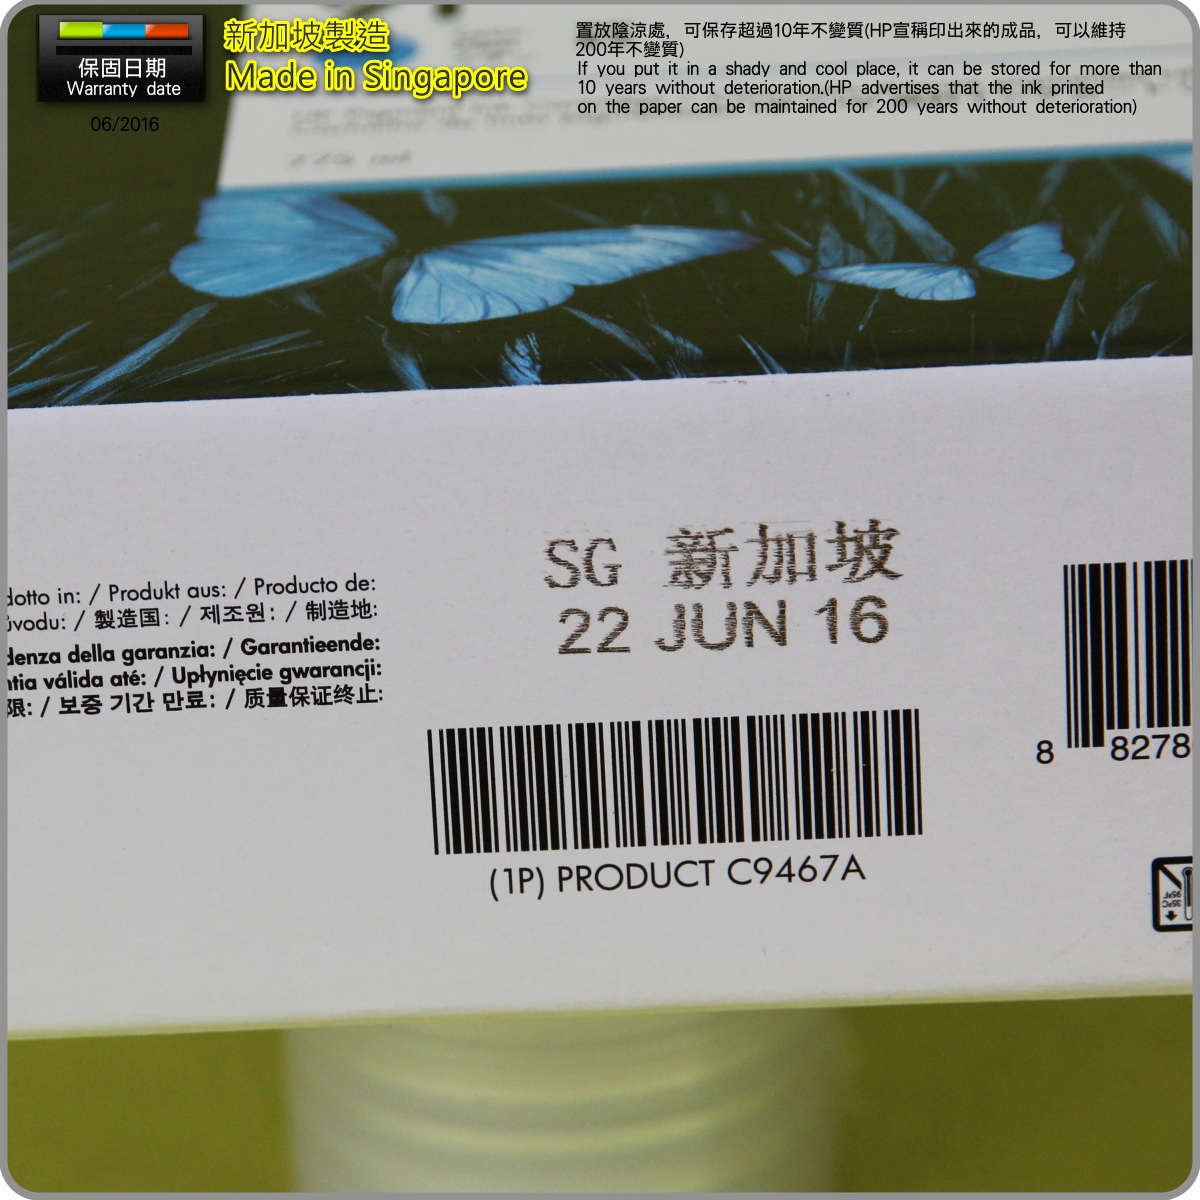 保固日期
Warranty date
06/2016
新加坡製造
Made in Singapore
置放陰涼處，可保存超過10年不變質(HP宣稱印出來的成品，可以維持
200年不變質)
If you put it in a shady and cool place, it can be stored for more than
10 years without deterioration.(HP advertises that the ink printed
on the paper can be maintained for 200 years without deterioration)
775 ml
SG 新加坡
22 JUN 16
dotto in: / Produkt aus: / Producto de:
ůvodu: / 製造国: / 제조원: / 制造地:
denza della garanzia: / Garantieende:
ntia válida até: / Upłynięcie gwarancji:
限: / 보증 기간 만료: / 质量保证终止:
(1P) PRODUCT C9467A
8 8278
95ºF
35ºC